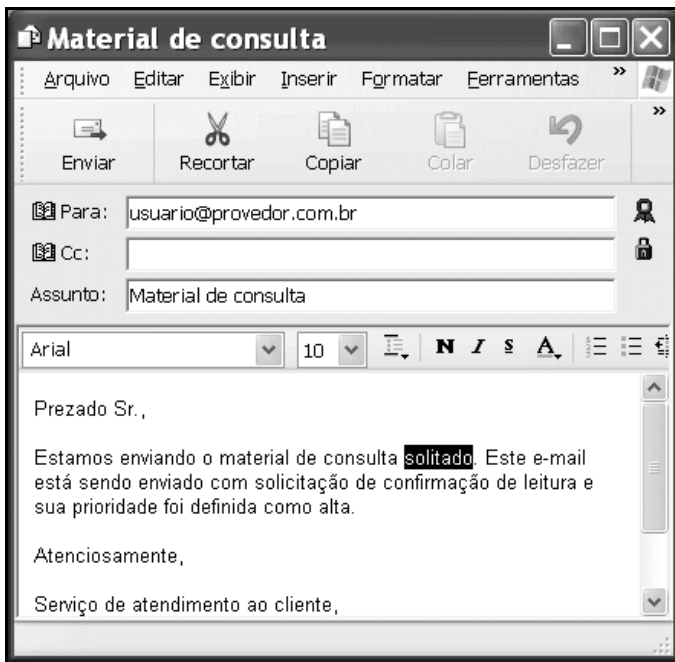 Material de consulta
Arquivo Editar Exibir Inserir Formatar Eerramentas »
Enviar Recortar Copiar Colar Desfazer »
Para: usuario@provedor.com.br
Cc:
Assunto: Material de consulta
Arial 10 N I S A
Prezado Sr.,
Estamos enviando o material de consulta solitado. Este e-mail
está sendo enviado com solicitação de confirmação de leitura e
sua prioridade foi definida como alta.
Atenciosamente,
Serviço de atendimento ao cliente,